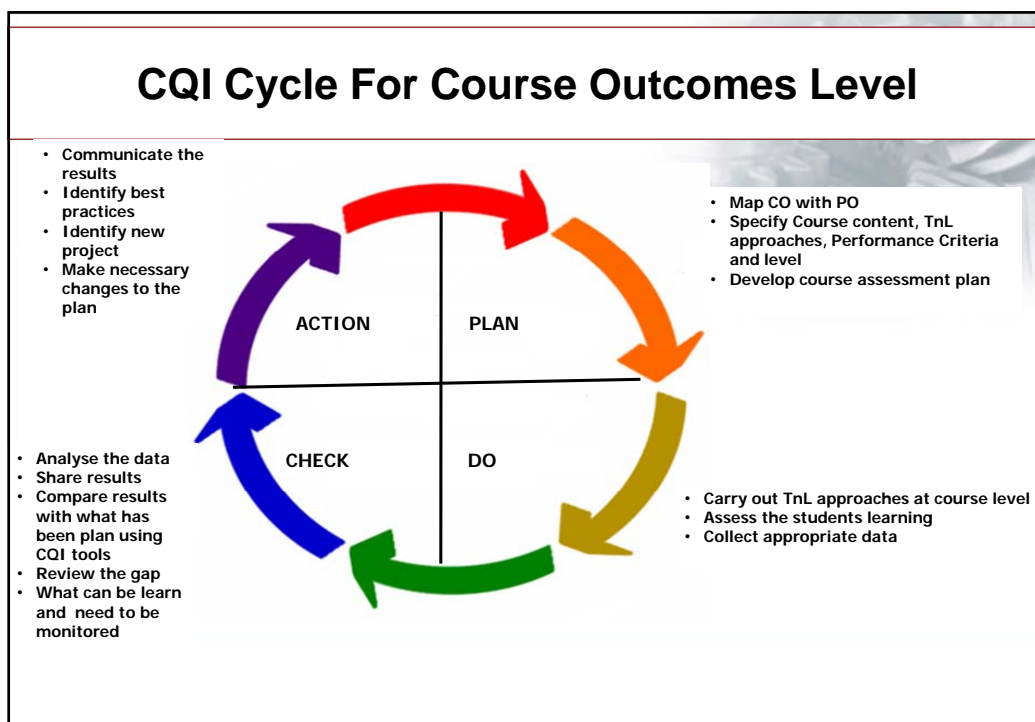 CQI Cycle For Course Outcomes Level
• Communicate the
results
• Identify best
practices
• Identify new
project
• Make necessary
changes to the
plan
• Map CO with PO
• Specify Course content, TnL
approaches, Performance Criteria
and level
• Develop course assessment plan
ACTION
PLAN
CHECK
DO
• Analyse the data
• Share results
• Compare results
with what has
been plan using
CQI tools
• Review the gap
• What can be learn
and need to be
monitored
• Carry out TnL approaches at course level
• Assess the students learning
• Collect appropriate data